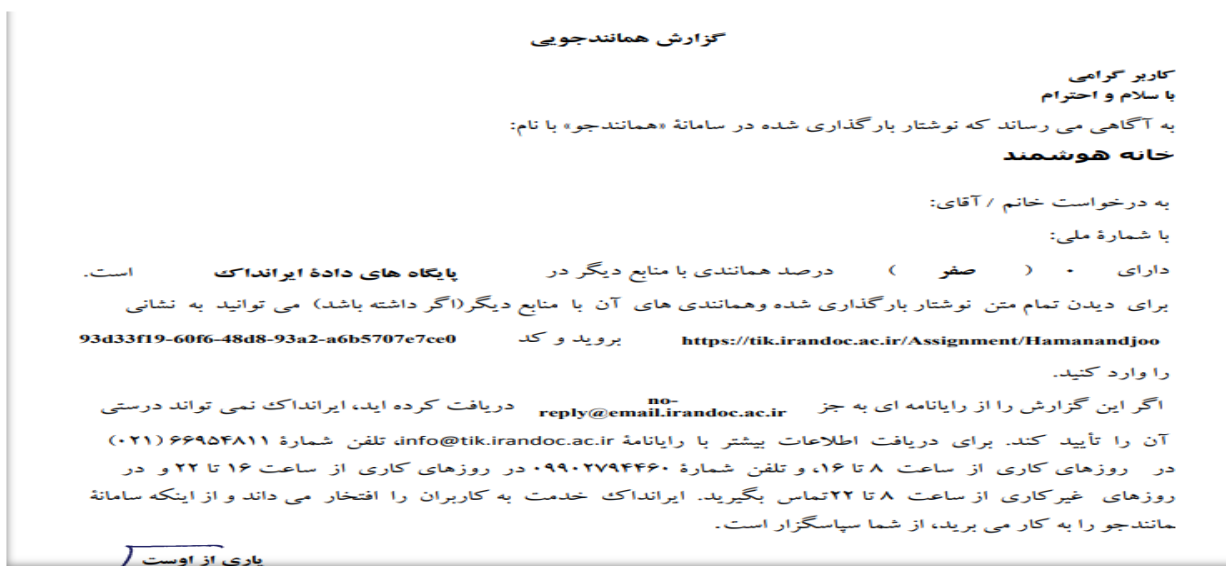 گزارش همانندجویی
کاربر گرامی
با سلام و احترام
به آگاهی می رساند که نوشتار بارگذاری شده در سامانهٔ «همانندجو» با نام:
خانه هوشمند
به درخواست خانم / آقای:
با شمارهٔ ملی:
دارای ۰ ( صفر ) درصد همانندی با منابع دیگر در پایگاه های دادهٔ ایرانداک است.
برای دیدن تمام متن نوشتار بارگذاری شده وهمانندی های آن با منابع دیگر(اگر داشته باشد) می توانید به نشانی
https://tik.irandoc.ac.ir/Assignment/Hamanandjoo بروید و کد 93d33f19-60f6-48d8-93a2-a6b5707e7ce0
را وارد کنید.
اگر این گزارش را از رایانامه ای به جز no-reply@email.irandoc.ac.ir دریافت کرده اید، ایرانداک نمی تواند درستی
آن را تأیید کند. برای دریافت اطلاعات بیشتر با رایانامهٔ info@tik.irandoc.ac.ir، تلفن شمارهٔ ۶۶۹۵۴۸۱۱ (۰۲۱)
در روزهای کاری از ساعت ۸ تا ۱۶، و تلفن شمارهٔ ۰۹۹۰۲۷۹۴۴۶۰ در روزهای کاری از ساعت ۱۶ تا ۲۲ و در
روزهای غیرکاری از ساعت ۸ تا ۲۲تماس بگیرید. ایرانداک خدمت به کاربران را افتخار می داند و از اینکه سامانهٔ
مانندجو را به کار می برید، از شما سپاسگزار است.
یاری از اوست